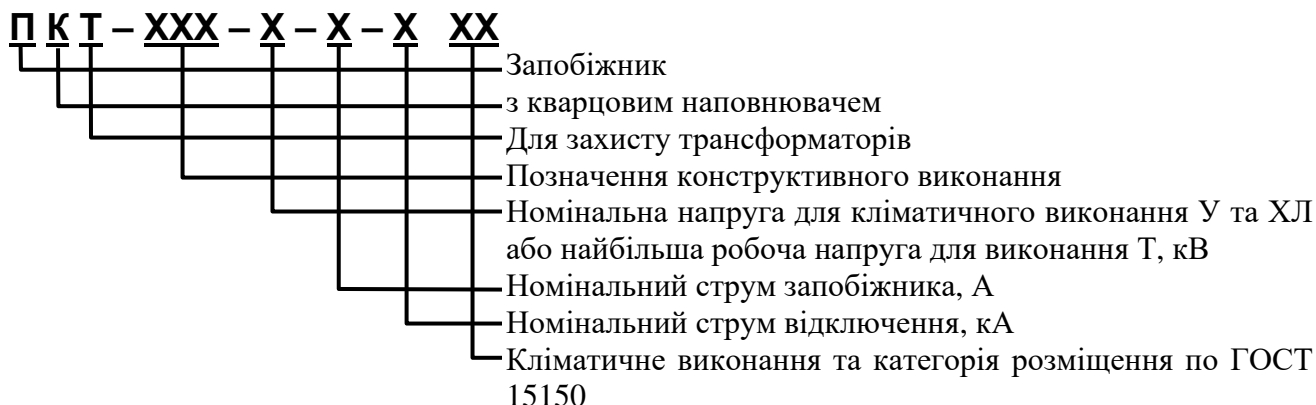 П К Т – ХХХ – Х – Х – Х ХХ
Запобіжник
з кварцовим наповнювачем
Для захисту трансформаторів
Позначення конструктивного виконання
Номінальна напруга для кліматичного виконання У та ХЛ
або найбільша робоча напруга для виконання Т, кВ
Номінальний струм запобіжника, А
Номінальний струм відключення, кА
Кліматичне виконання та категорія розміщення по ГОСТ
15150